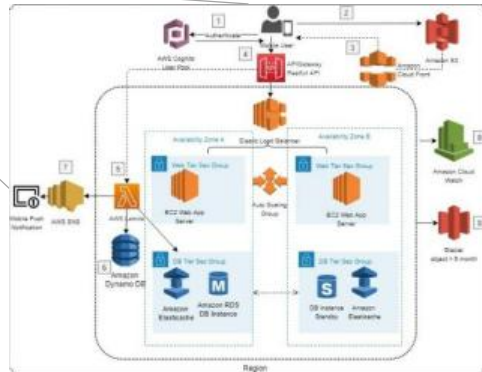 1
2
Authenticate
Mobile User
3
4
AWS Cognito
User Pool
API Gateway
Restful API
Amazon
Cloud Front
Amazon S3
Elastic Load Balancer
Availability Zone A
Availability Zone B
Web Tier Sec Group
Web Tier Sec Group
8
EC2 Web App
Server
Auto Scaling
Group
EC2 Web App
Server
Amazon Cloud
Watch
7
5
Mobile Push
Notification
AWS SNS
AWS Lambda
9
Glacier
6
Amazon
Dynamo DB
DB Tier Sec Group
DB Tier Sec Group
Amazon
Elasticache
Amazon RDS
DB Instance
DB Instance
Standby
Amazon
Elasticache
Region